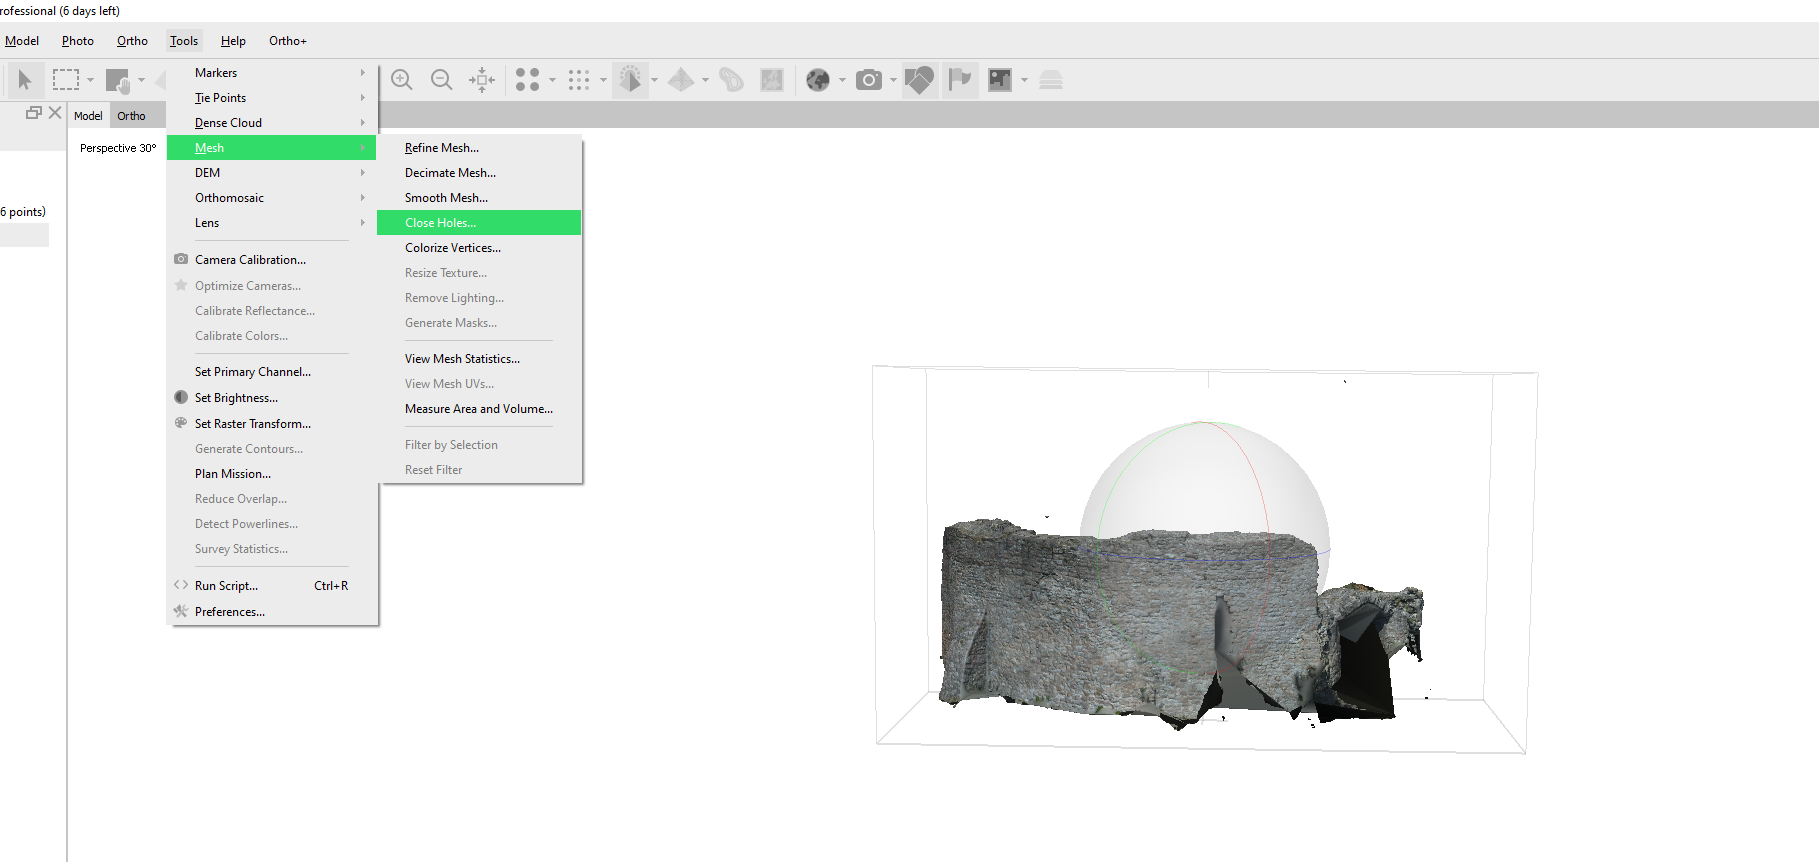 rofessional (6 days left)
Model Photo Ortho Tools Help Ortho+
Model Ortho
Perspective 30°
6 points)
Markers
Tie Points
Dense Cloud
Mesh
DEM
Orthomosaic
Lens
Camera Calibration...
Optimize Cameras...
Calibrate Reflectance...
Calibrate Colors...
Set Primary Channel...
Set Brightness...
Set Raster Transform...
Generate Contours...
Plan Mission...
Reduce Overlap...
Detect Powerlines...
Survey Statistics...
Run Script... Ctrl+R
Preferences...
Refine Mesh...
Decimate Mesh...
Smooth Mesh...
Close Holes...
Colorize Vertices...
Resize Texture...
Remove Lighting...
Generate Masks...
View Mesh Statistics...
View Mesh UVs...
Measure Area and Volume...
Filter by Selection
Reset Filter